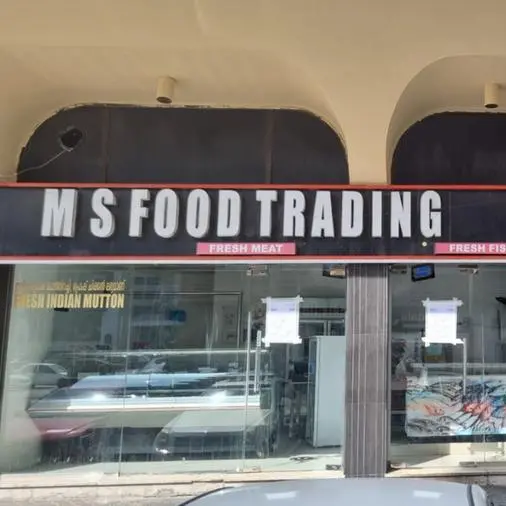 M S FOOD TRADING
FRESH MEAT
FRESH FIS
FRESH INDIAN MUTTON